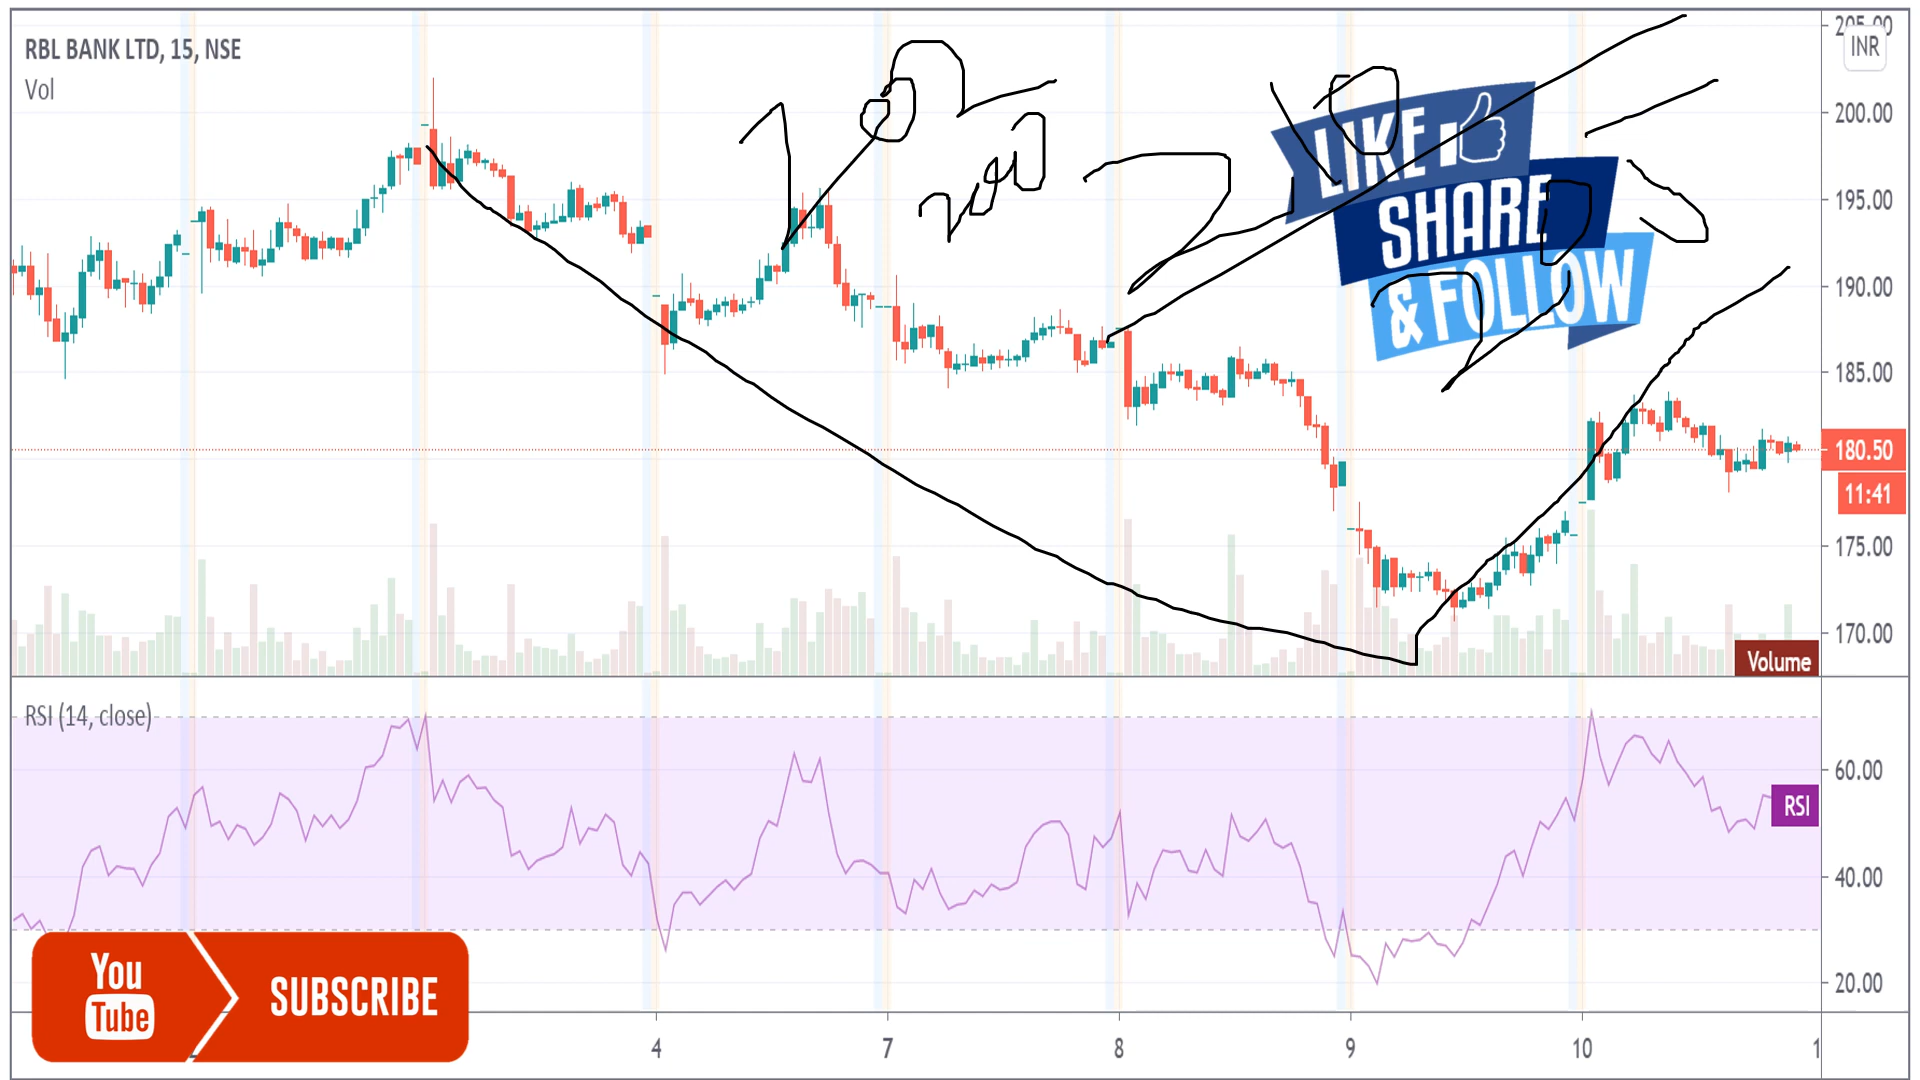 RBL BANK LTD, 15, NSE
Vol
205.00
INR
200.00
195.00
190.00
185.00
180.50
11:41
175.00
170.00
LIKE
SHARE
& FOLLOW
Volume
RSI (14, close)
60.00
RSI
40.00
20.00
You
Tube
SUBSCRIBE
4 7 8 9 10 1